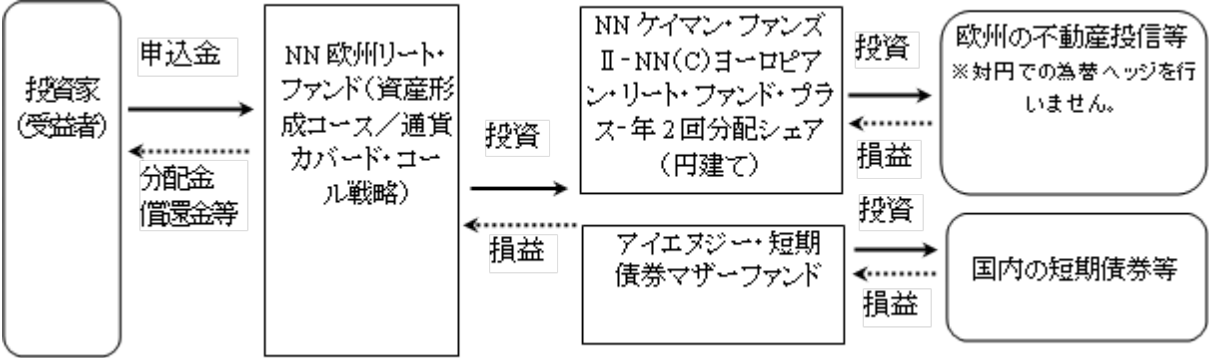 投資家
(受益者)
申込金
分配金
償還金等
NN 欧州リート・
ファンド(資産形
成コース/通貨
カバード・コー
ル戦略)
投資
損益
NN ケイマン・ファンズ
Ⅱ-NN(C)ヨーロピア
ン・リート・ファンド・プラ
ス-年2回分配シェア
(円建て)
アイエヌジー・短期
債券マザーファンド
投資
損益
投資
損益
欧州の不動産投信等
※対円での為替ヘッジを行
いません。
国内の短期債券等